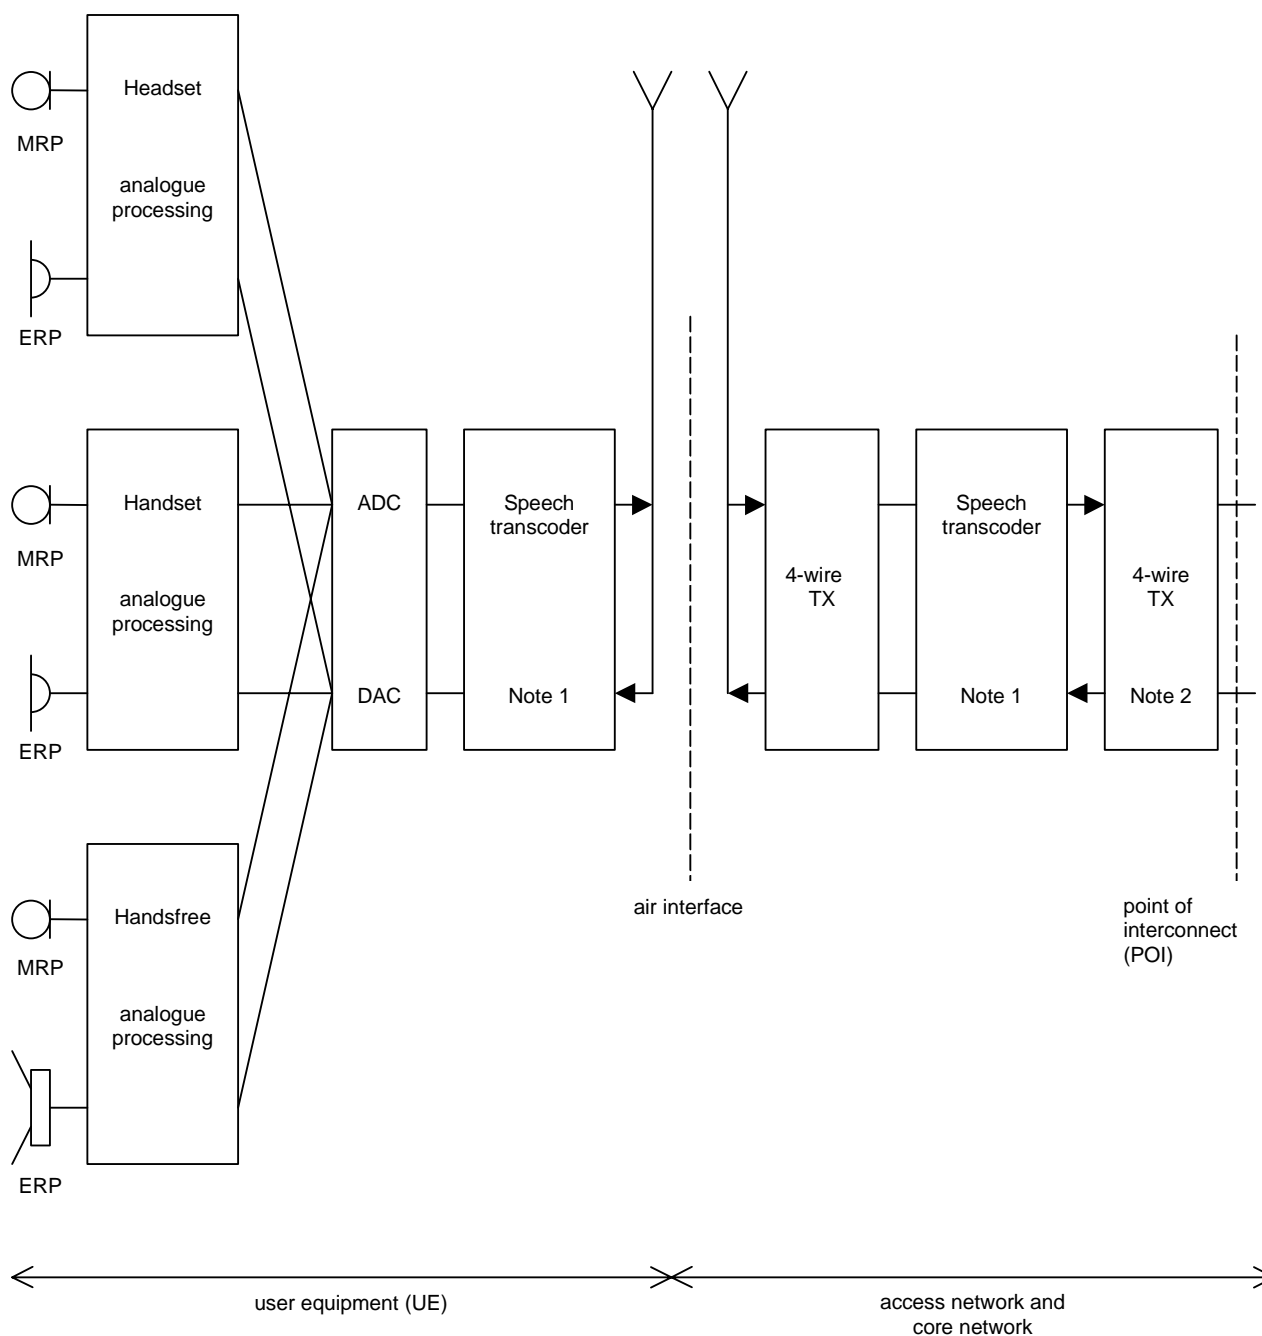 Headset
MRP
analogue
processing
ERP
Handset
MRP
analogue
processing
ERP
Handsfree
MRP
analogue
processing
ERP
ADC
DAC
Speech
transcoder
Note 1
4-wire
TX
Speech
transcoder
Note 1
4-wire
TX
Note 2
air interface
point of
interconnect
(POI)
user equipment (UE)
access network and
core network